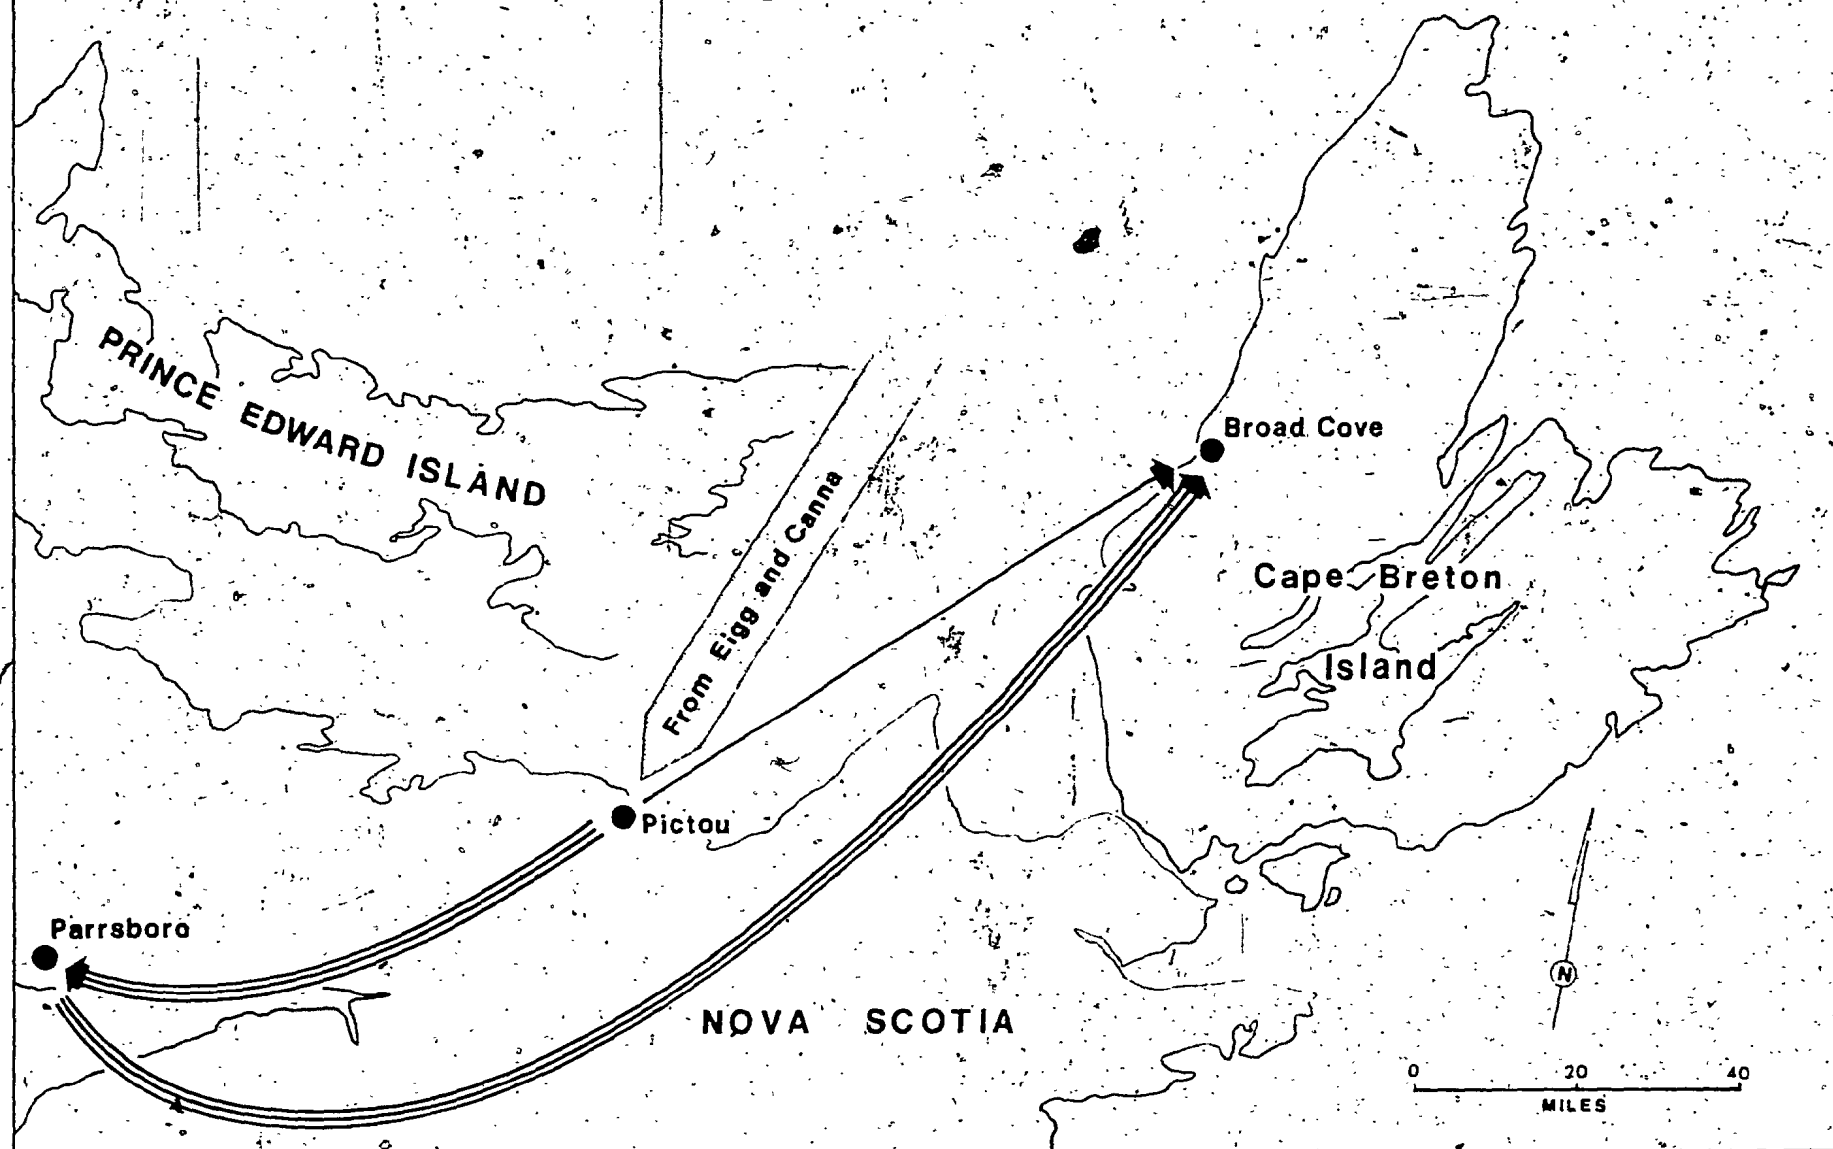 PRINCE EDWARD ISLAND
Broad Cove
From Eigg and Canna
Cape Breton
Island
Pictou
Parrsboro
NOVA SCOTIA
N
0 20 40
MILES